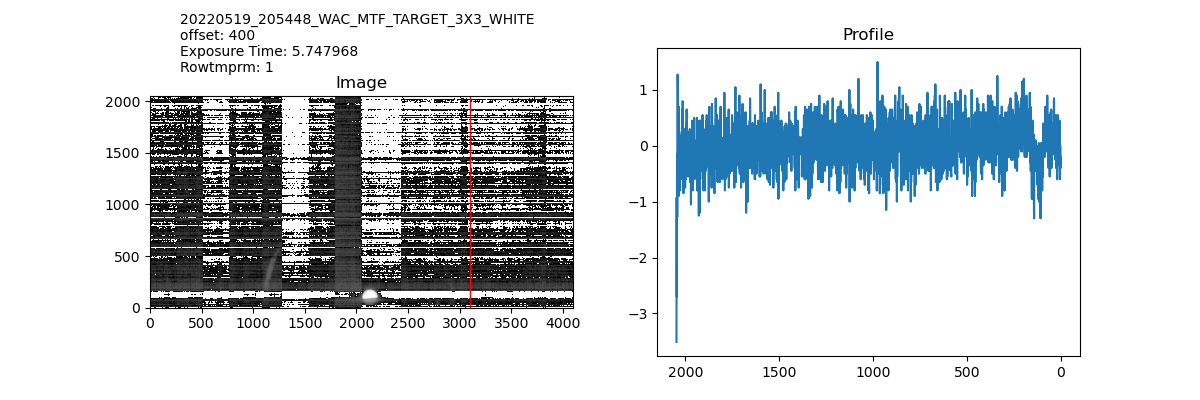 20220519_205448_WAC_MTF_TARGET_3X3_WHITE
offset: 400
Exposure Time: 5.747968
Rowtmprm: 1
Image
2000
1500
1000
500
0
0 500 1000 1500 2000 2500 3000 3500 4000
Profile
1
0
−1
−2
−3
2000 1500 1000 500 0